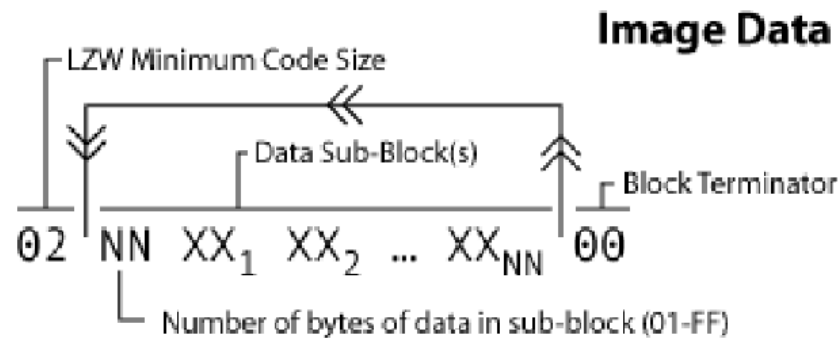 Image Data
LZW Minimum Code Size
Data Sub-Block(s)
Block Terminator
02 NN XX1 XX2 ... XXNN 00
Number of bytes of data in sub-block (01-FF)